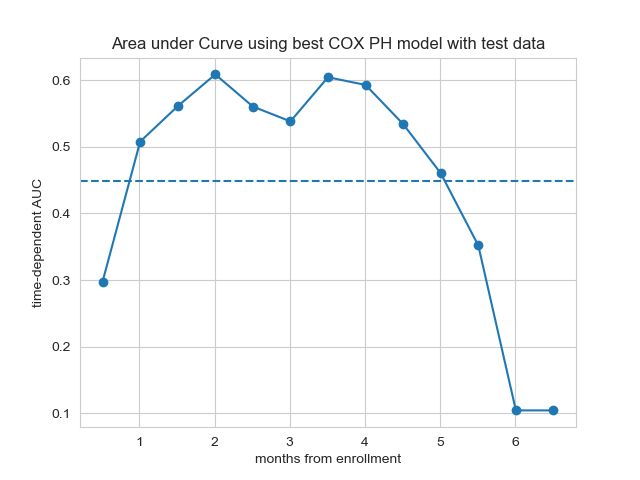 Area under Curve using best COX PH model with test data
0.6
0.5
0.4
0.3
0.2
0.1
time-dependent AUC
1 2 3 4 5 6
months from enrollment